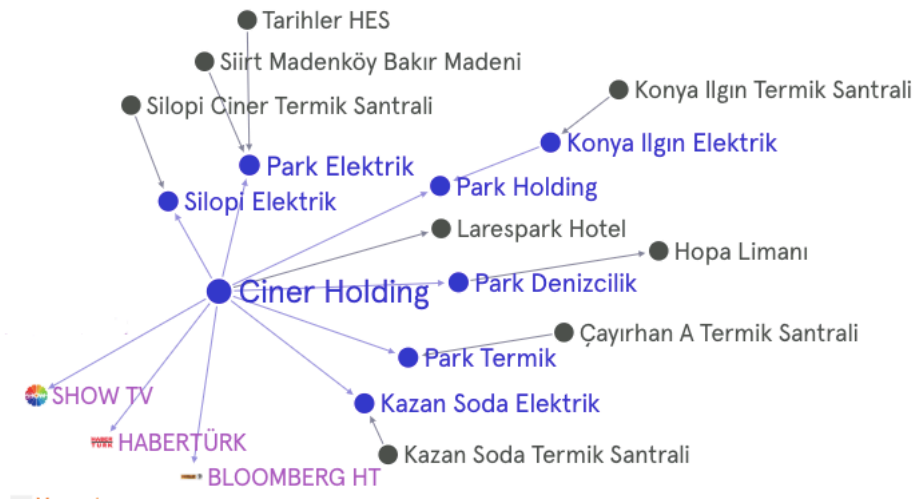 Tarihler HES
Siirt Madenköy Bakır Madeni
Konya Ilgın Termik Santrali
Silopi Ciner Termik Santrali
Konya Ilgın Elektrik
Park Elektrik
Park Holding
Silopi Elektrik
Larespark Hotel
Hopa Limanı
Park Denizcilik
Ciner Holding
Çayırhan A Termik Santrali
Park Termik
SHOW TV
Kazan Soda Elektrik
HABERTÜRK
Kazan Soda Termik Santrali
BLOOMBERG HT